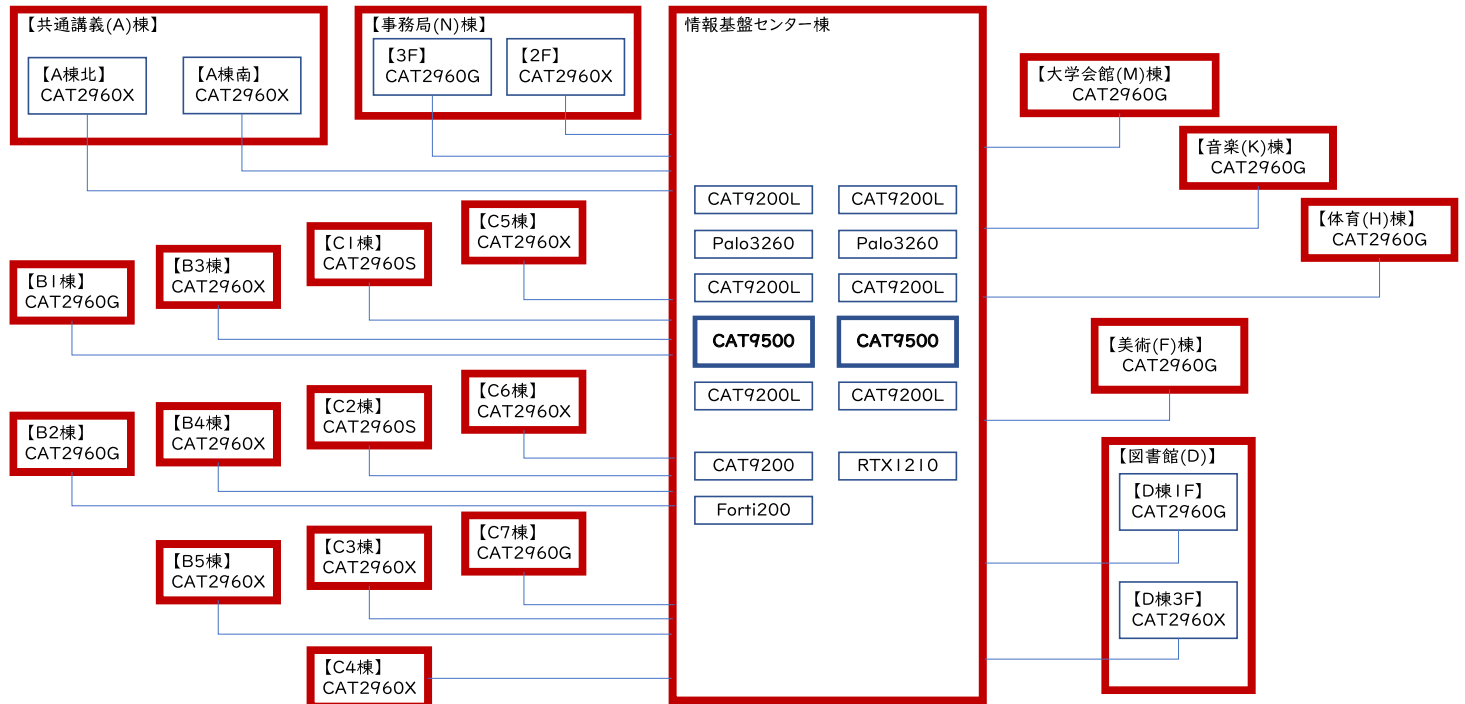 【共通講義(A)棟】
【A棟北】
CAT2960X
【A棟南】
CAT2960X
【事務局(N)棟】
【3F】
CAT2960G
【2F】
CAT2960X
情報基盤センター棟
CAT9200L
CAT9200L
Palo3260
Palo3260
CAT9200L
CAT9200L
CAT9500
CAT9500
CAT9200L
CAT9200L
CAT9200
RTX1210
Forti200
【大学会館(M)棟】
CAT2960G
【音楽(K)棟】
CAT2960G
【体育(H)棟】
CAT2960G
【美術(F)棟】
CAT2960G
【図書館(D)】
【D棟1F】
CAT2960G
【D棟3F】
CAT2960X
【B1棟】
CAT2960G
【B3棟】
CAT2960X
【C1棟】
CAT2960S
【C5棟】
CAT2960X
【B2棟】
CAT2960G
【B4棟】
CAT2960X
【C2棟】
CAT2960S
【C6棟】
CAT2960X
【B5棟】
CAT2960X
【C3棟】
CAT2960X
【C7棟】
CAT2960G
【C4棟】
CAT2960X